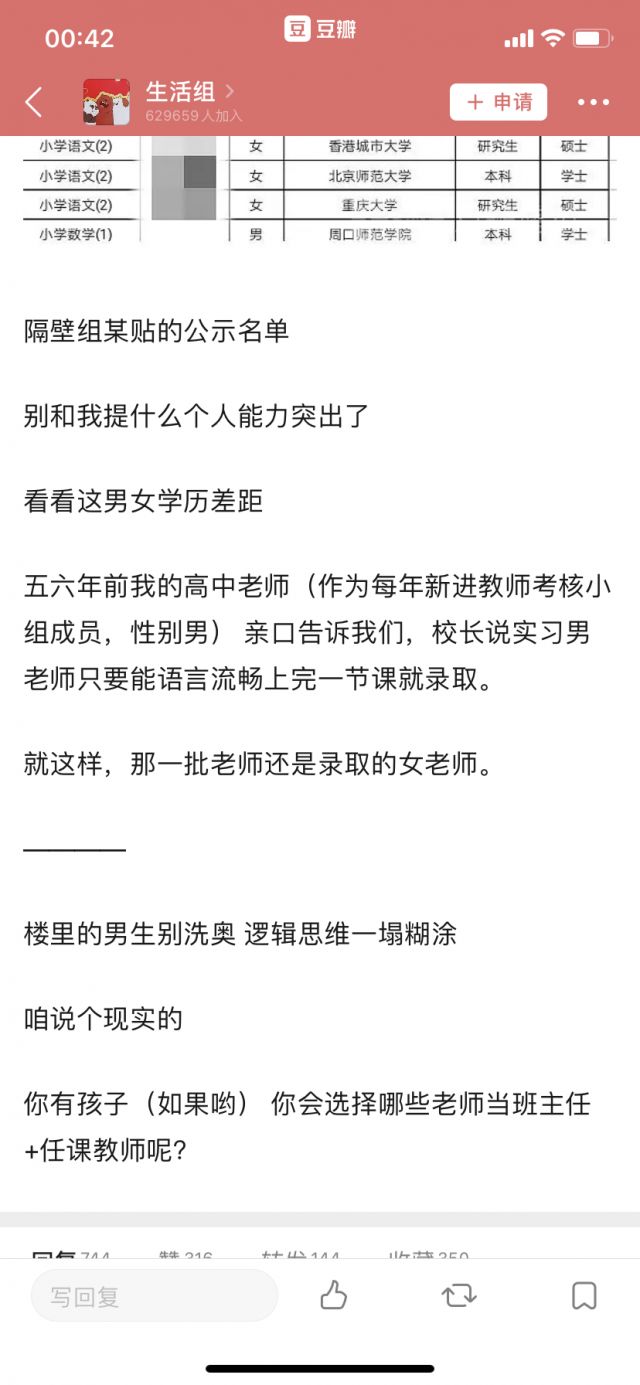 00:42
豆 豆瓣
生活组
629659人加入
+ 申请
小学语文(2) 女 香港城市大学 研究生 硕士
小学语文(2) 女 北京师范大学 本科 学士
小学语文(2) 女 重庆大学 研究生 硕士
小学数学(1) 男 周口师范学院 本科 学士
隔壁组某贴的公示名单
别和我提什么个人能力突出了
看看这男女学历差距
五六年前我的高中老师（作为每年新进教师考核小
组成员，性别男） 亲口告诉我们，校长说实习男
老师只要能语言流畅上完一节课就录取。
就这样，那一批老师还是录取的女老师。
————
楼里的男生别洗奥 逻辑思维一塌糊涂
咱说个现实的
你有孩子（如果哟） 你会选择哪些老师当班主任
+任课教师呢?
回复 744 赞 316 转发 144 收藏 350
写回复